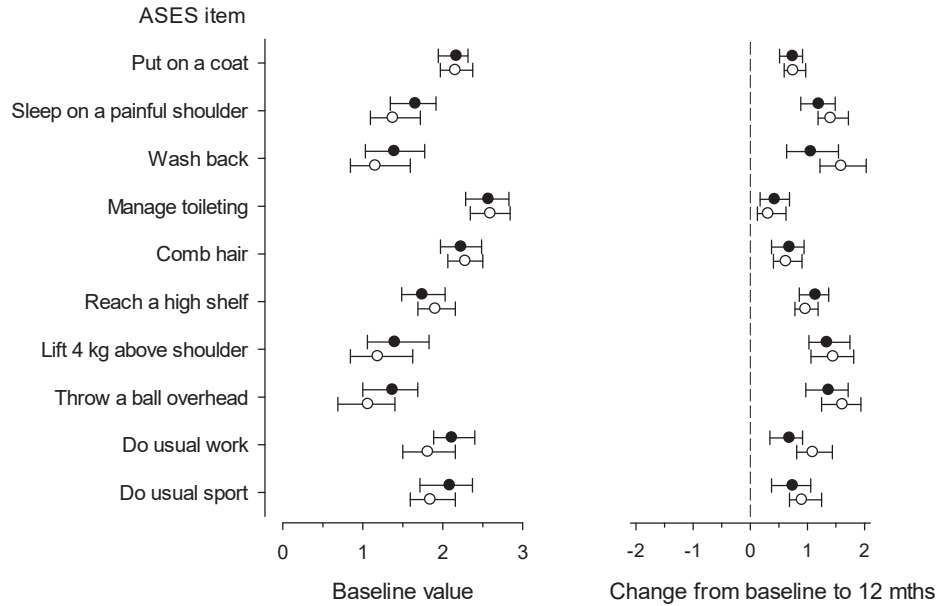 ASES item
Put on a coat
Sleep on a painful shoulder
Wash back
Manage toileting
Comb hair
Reach a high shelf
Lift 4 kg above shoulder
Throw a ball overhead
Do usual work
Do usual sport
0 1 2 3
Baseline value
-2 -1 0 1 2
Change from baseline to 12 mths